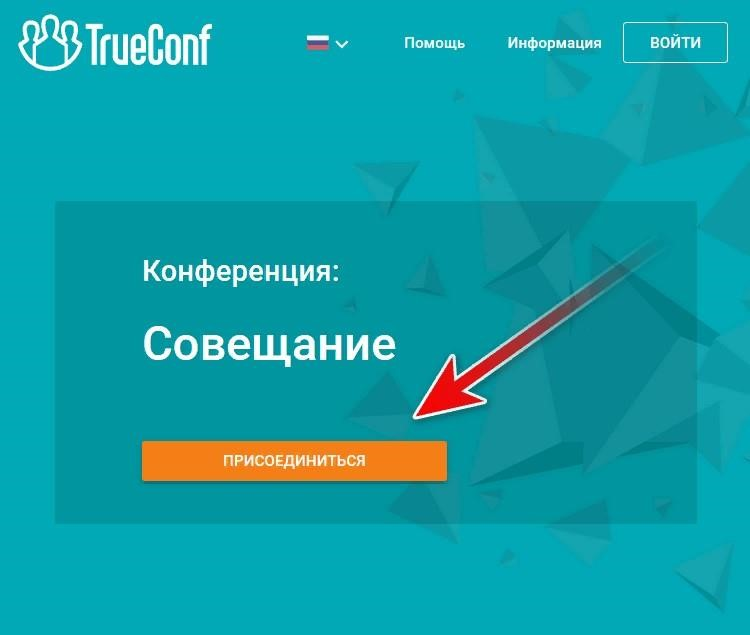 TrueConf
Помощь
Информация
ВОЙТИ
Конференция:
Совещание
ПРИСОЕДИНИТЬСЯ